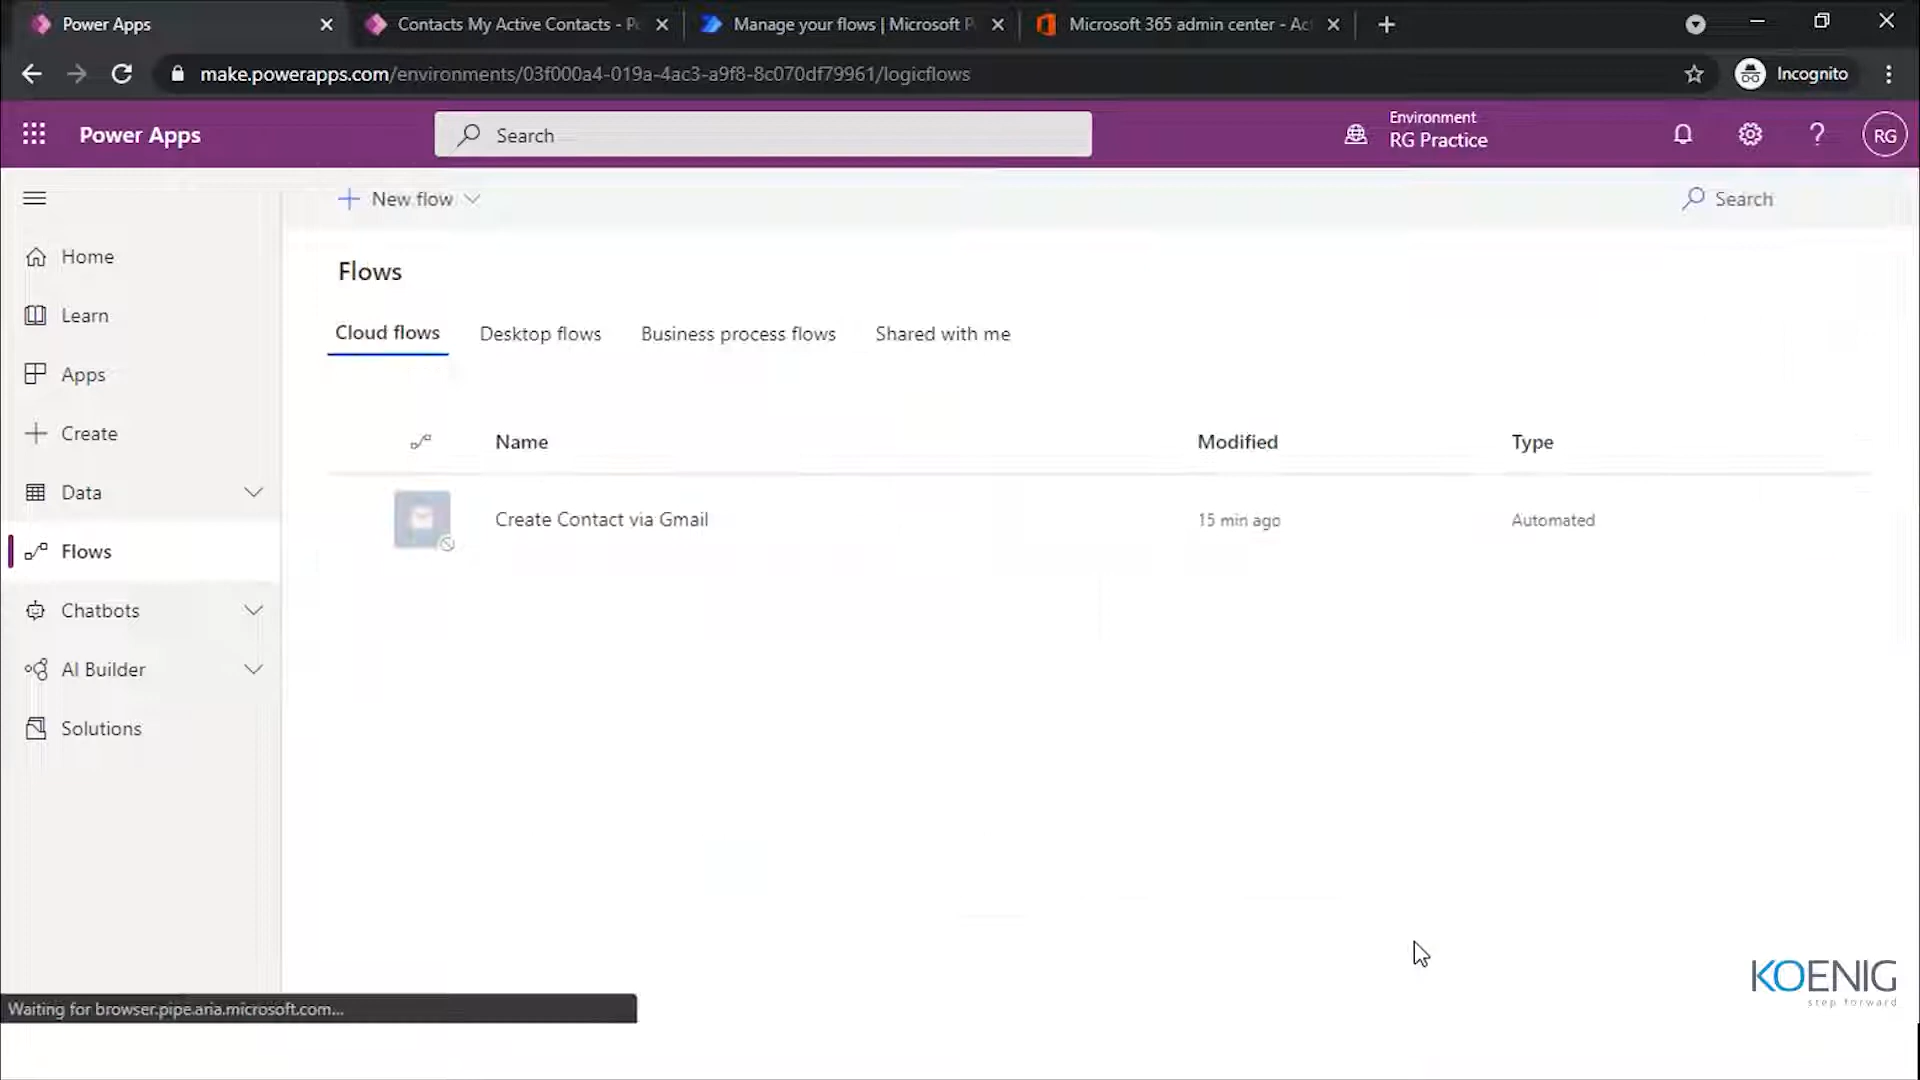 Power Apps
Contacts My Active Contacts - Po
Manage your flows | Microsoft P
Microsoft 365 admin center - Ac
make.powerapps.com/environments/03f000a4-019a-4ac3-a9f8-8c070df79961/logicflows
Incognito
Power Apps
Search
Environment
RG Practice
RG
New flow
Search
Home
Learn
Apps
Create
Data
Flows
Chatbots
AI Builder
Solutions
Flows
Cloud flows
Desktop flows
Business process flows
Shared with me
Name
Modified
Type
Create Contact via Gmail
15 min ago
Automated
KOENIG
step forward
Waiting for browser.pipe.aria.microsoft.com...